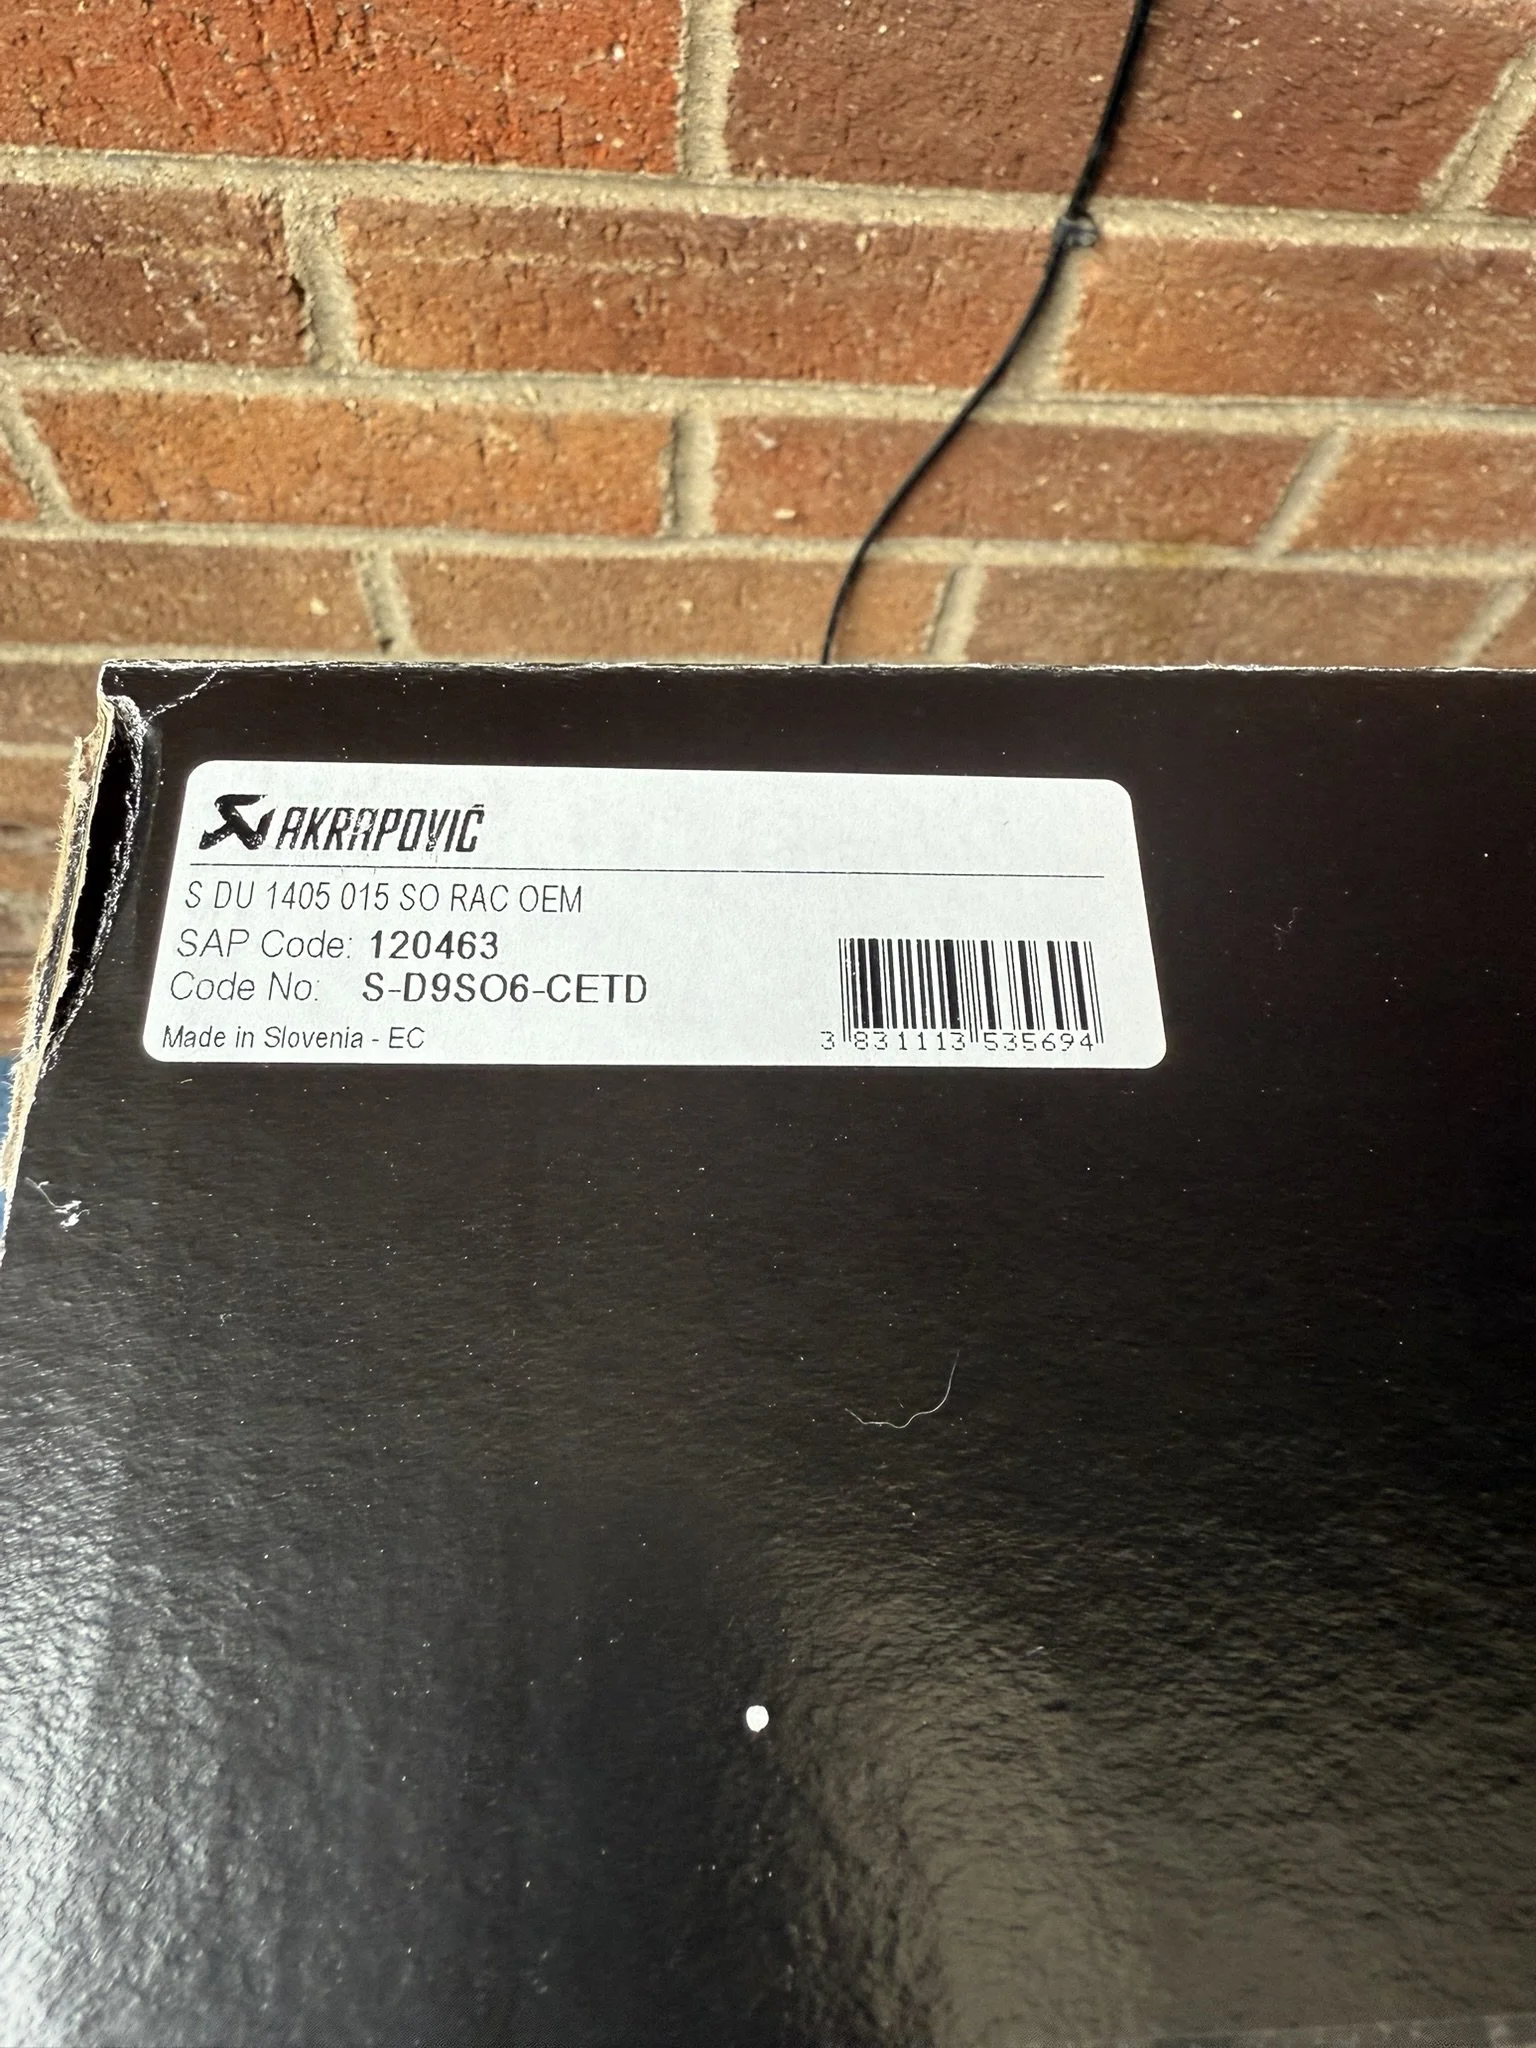 AKRAPOVIČ
S DU 1405 015 SO RAC OEM
SAP Code: 120463
Code No: S-D9SO6-CETD
Made in Slovenia - EC
3 831113 535694